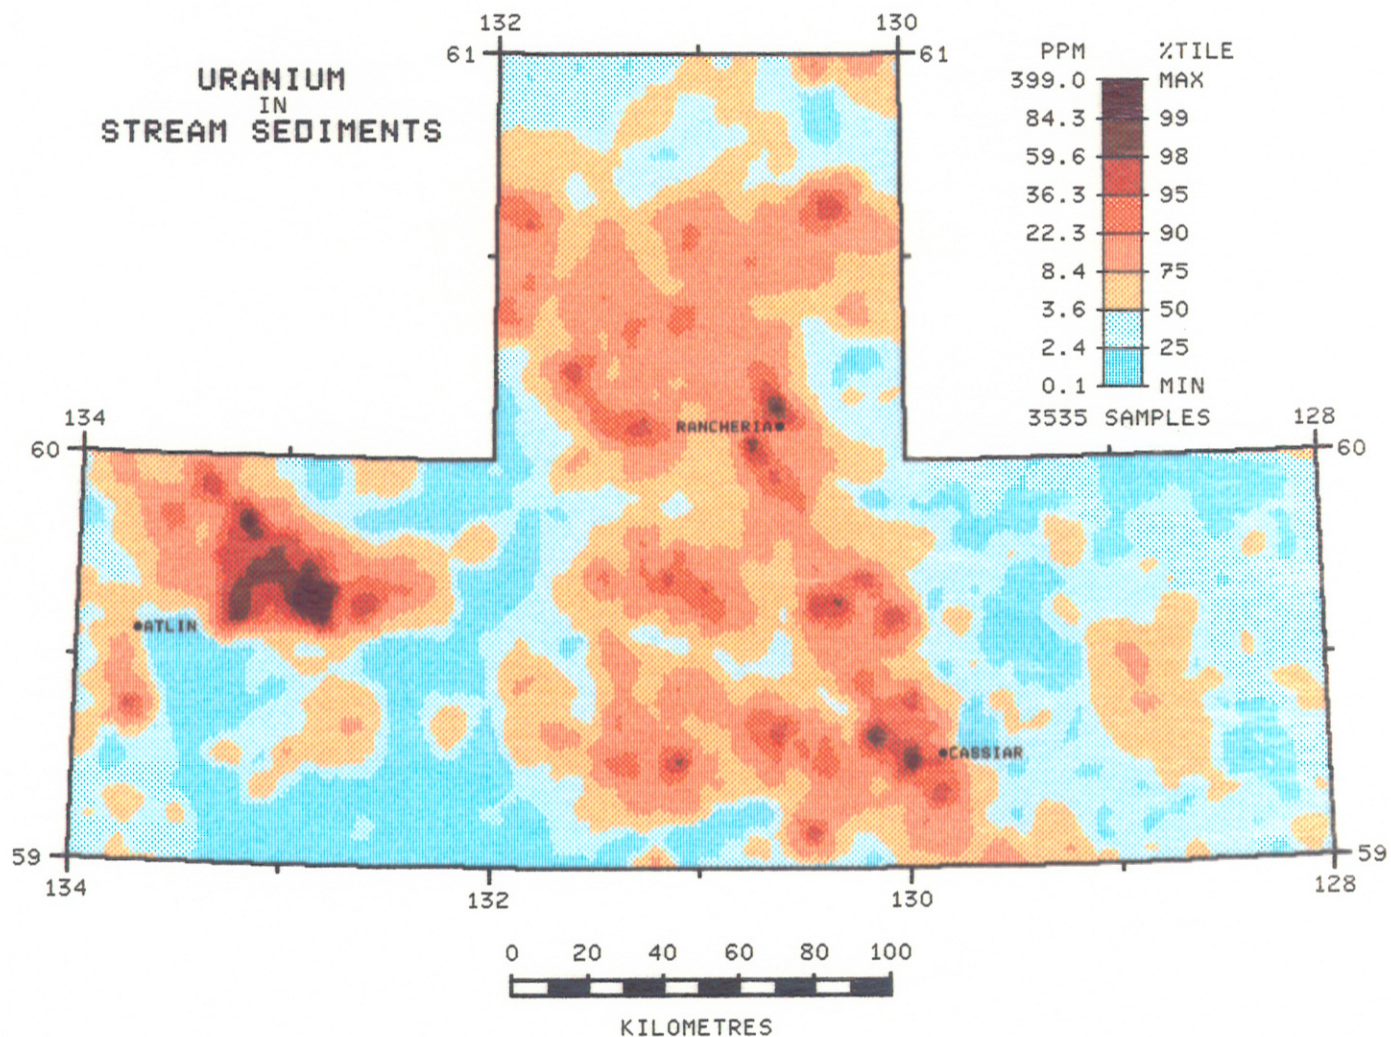 132 130
61 61
URANIUM
IN
STREAM SEDIMENTS
PPM %TILE
399.0 MAX
84.3 99
59.6 98
36.3 95
22.3 90
8.4 75
3.6 50
2.4 25
0.1 MIN
3535 SAMPLES
134 128
60 60
RANCHERIA
ATLIN
CASSIAR
59 59
134 132 130 128
0 20 40 60 80 100
KILOMETRES